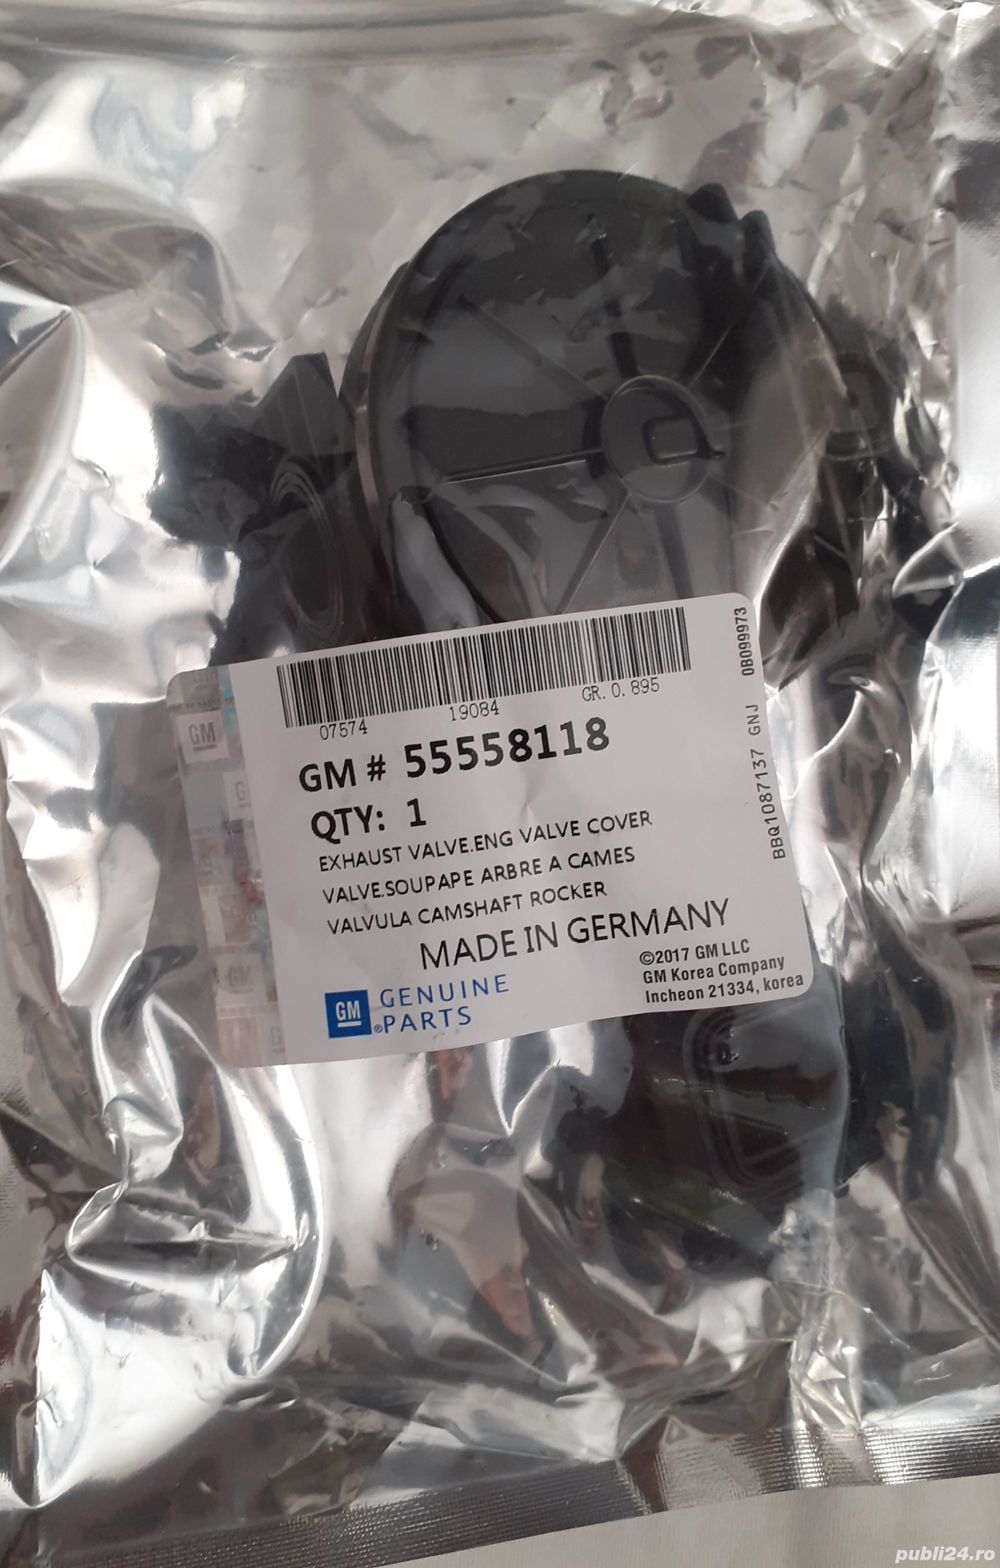 07574 19084 GR. 0.895
GM # 55558118
QTY: 1
EXHAUST VALVE.ENG VALVE COVER
VALVE.SOUPAPE ARBRE A CAMES
VALVULA CAMSHAFT ROCKER
MADE IN GERMANY
GM GENUINE
®PARTS
©2017 GM LLC
GM Korea Company
Incheon 21334, korea
BBQ1087137 GNJ 0B099973
GM
GM
publi24.ro